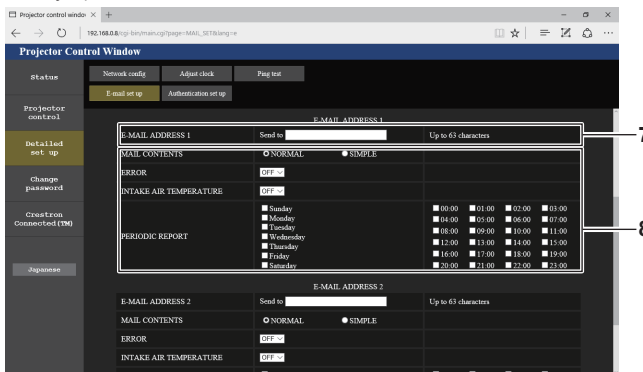 Projector control windov
192.168.0.8/cgi-bin/main.cgi?page=MAIL_SET&lang=e
Projector Control Window
Status
Network config
Adjust clock
Ping test
E-mail set up
Authentication set up
Projector control
Detailed set up
Change password
Crestron Connected(TM)
Japanese
E-MAIL ADDRESS 1
E-MAIL ADDRESS 1 Send to Up to 63 characters
7
MAIL CONTENTS NORMAL SIMPLE
ERROR OFF
INTAKE AIR TEMPERATURE OFF
PERIODIC REPORT
Sunday 00:00 01:00 02:00 03:00
Monday 04:00 05:00 06:00 07:00
Tuesday 08:00 09:00 10:00 11:00
Wednesday 12:00 13:00 14:00 15:00
Thursday 16:00 17:00 18:00 19:00
Friday 20:00 21:00 22:00 23:00
Saturday
8
E-MAIL ADDRESS 2
E-MAIL ADDRESS 2 Send to Up to 63 characters
MAIL CONTENTS NORMAL SIMPLE
ERROR OFF
INTAKE AIR TEMPERATURE OFF